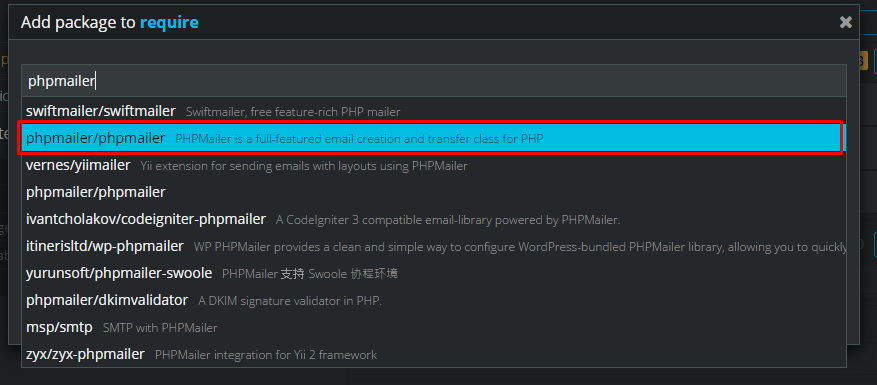 Add package to require
phpmailer
swiftmailer/swiftmailer Swiftmailer, free feature-rich PHP mailer
phpmailer/phpmailer PHPMailer is a full-featured email creation and transfer class for PHP
vernes/yiimailer Yii extension for sending emails with layouts using PHPMailer
phpmailer/phpmailer
ivantcholakov/codeigniter-phpmailer A CodeIgniter 3 compatible email-library powered by PHPMailer.
itinerisltd/wp-phpmailer WP PHPMailer provides a clean and simple way to configure WordPress-bundled PHPMailer library, allowing you to quickly
yurunsoft/phpmailer-swoole PHPMailer 支持 Swoole 协程环境
phpmailer/dkimvalidator A DKIM signature validator in PHP.
msp/smtp SMTP with PHPMailer
zyx/zyx-phpmailer PHPMailer integration for Yii 2 framework